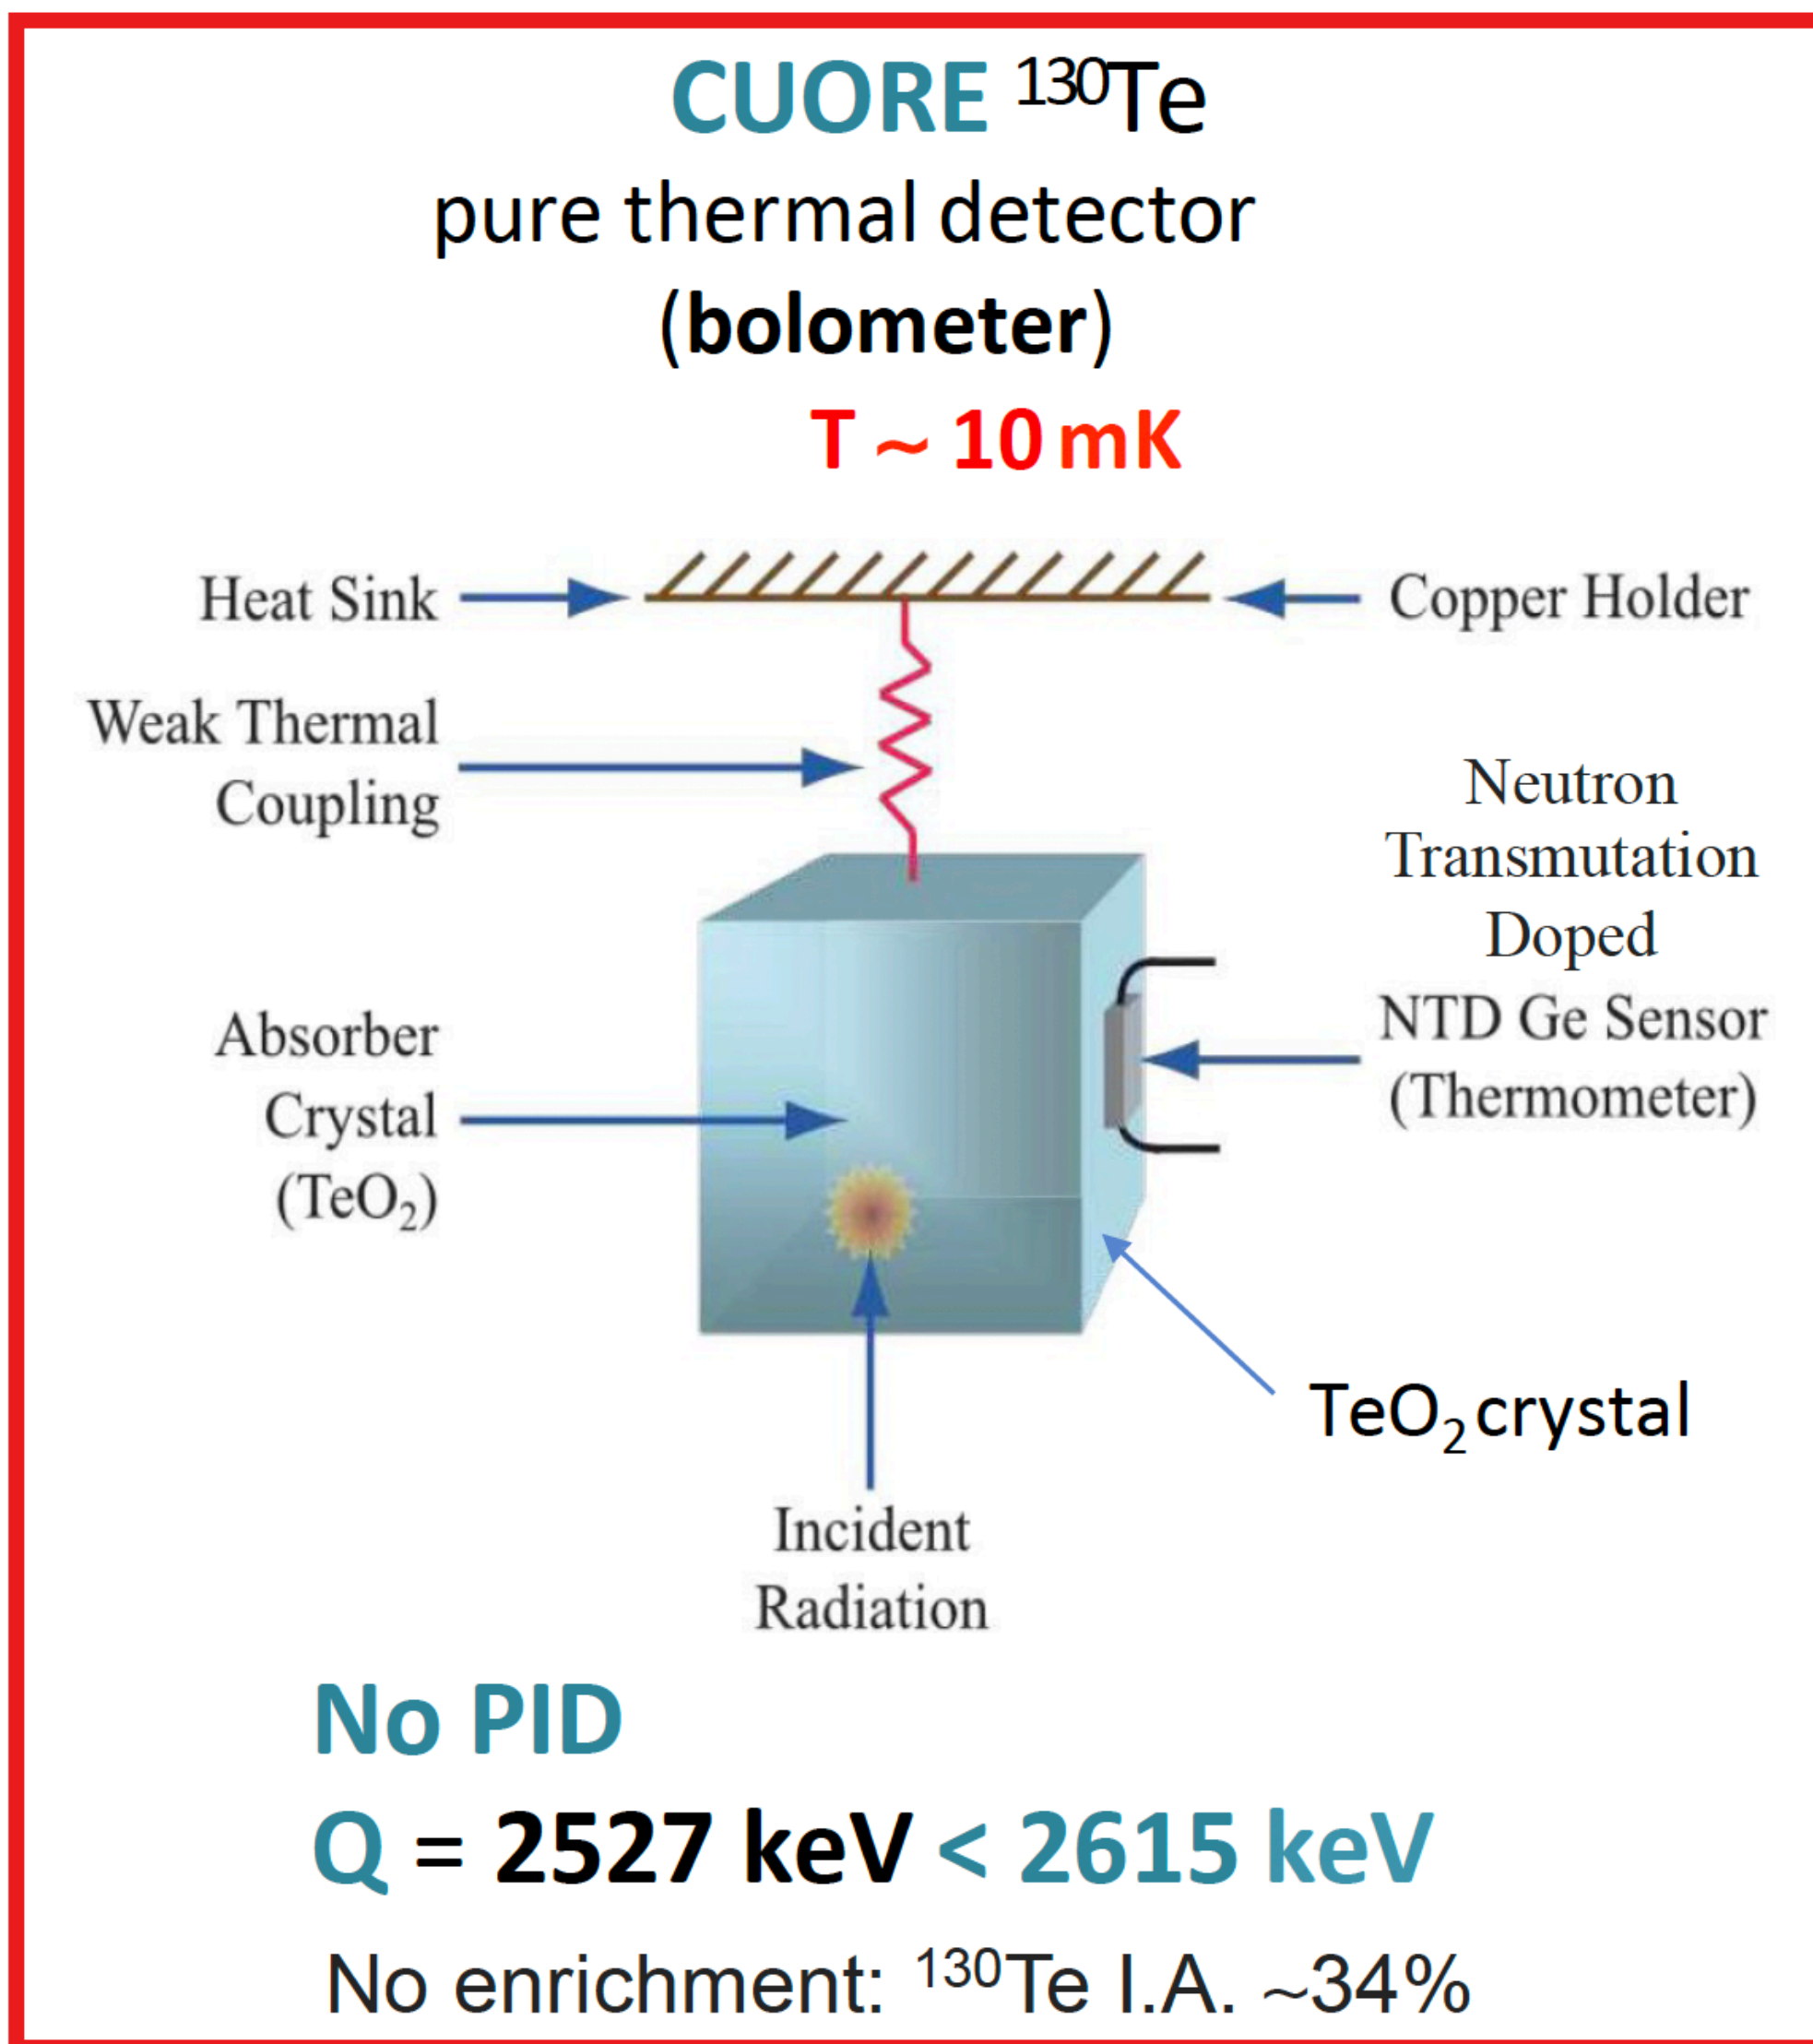 CUORE ¹³⁰Te
pure thermal detector
(bolometer)
T ~ 10 mK
Heat Sink
Copper Holder
Weak Thermal
Coupling
Neutron
Transmutation
Doped
NTD Ge Sensor
(Thermometer)
Absorber
Crystal
(TeO₂)
TeO₂ crystal
Incident
Radiation
No PID
Q = 2527 keV < 2615 keV
No enrichment: ¹³⁰Te I.A. ~34%